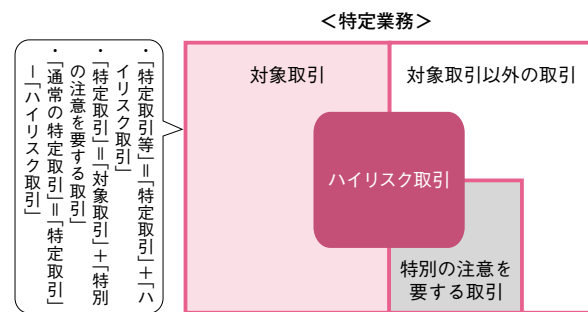 ＜特定業務＞
・「特定取引等」＝「特定取引」＋「ハ
イリスク取引」
・「特定取引」＝「対象取引」＋「特別
の注意を要する取引」
・「通常の特定取引」＝「特定取引」
－「ハイリスク取引」
対象取引
対象取引以外の取引
ハイリスク取引
特別の注意を
要する取引